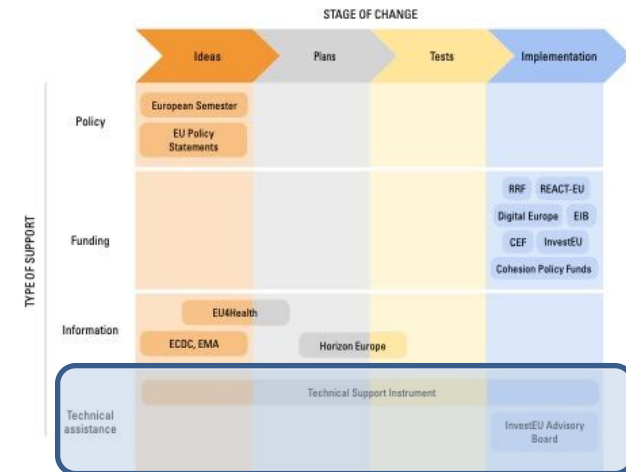 STAGE OF CHANGE
Ideas
Plans
Tests
Implementation
TYPE OF SUPPORT
Policy
European Semester
EU Policy
Statements
Funding
RRF
REACT-EU
Digital Europe
EIB
CEF
InvestEU
Cohesion Policy Funds
Information
EU4Health
ECDC, EMA
Horizon Europe
Technical
assistance
Technical Support Instrument
InvestEU Advisory
Board